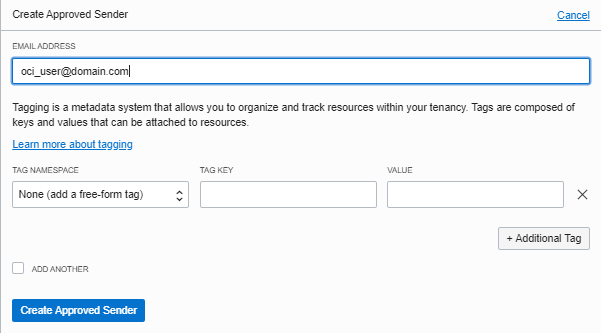 Create Approved Sender Cancel
EMAIL ADDRESS
oci_user@domain.com
Tagging is a metadata system that allows you to organize and track resources within your tenancy. Tags are composed of
keys and values that can be attached to resources.
Learn more about tagging
TAG NAMESPACE TAG KEY VALUE
None (add a free-form tag)
+ Additional Tag
ADD ANOTHER
Create Approved Sender